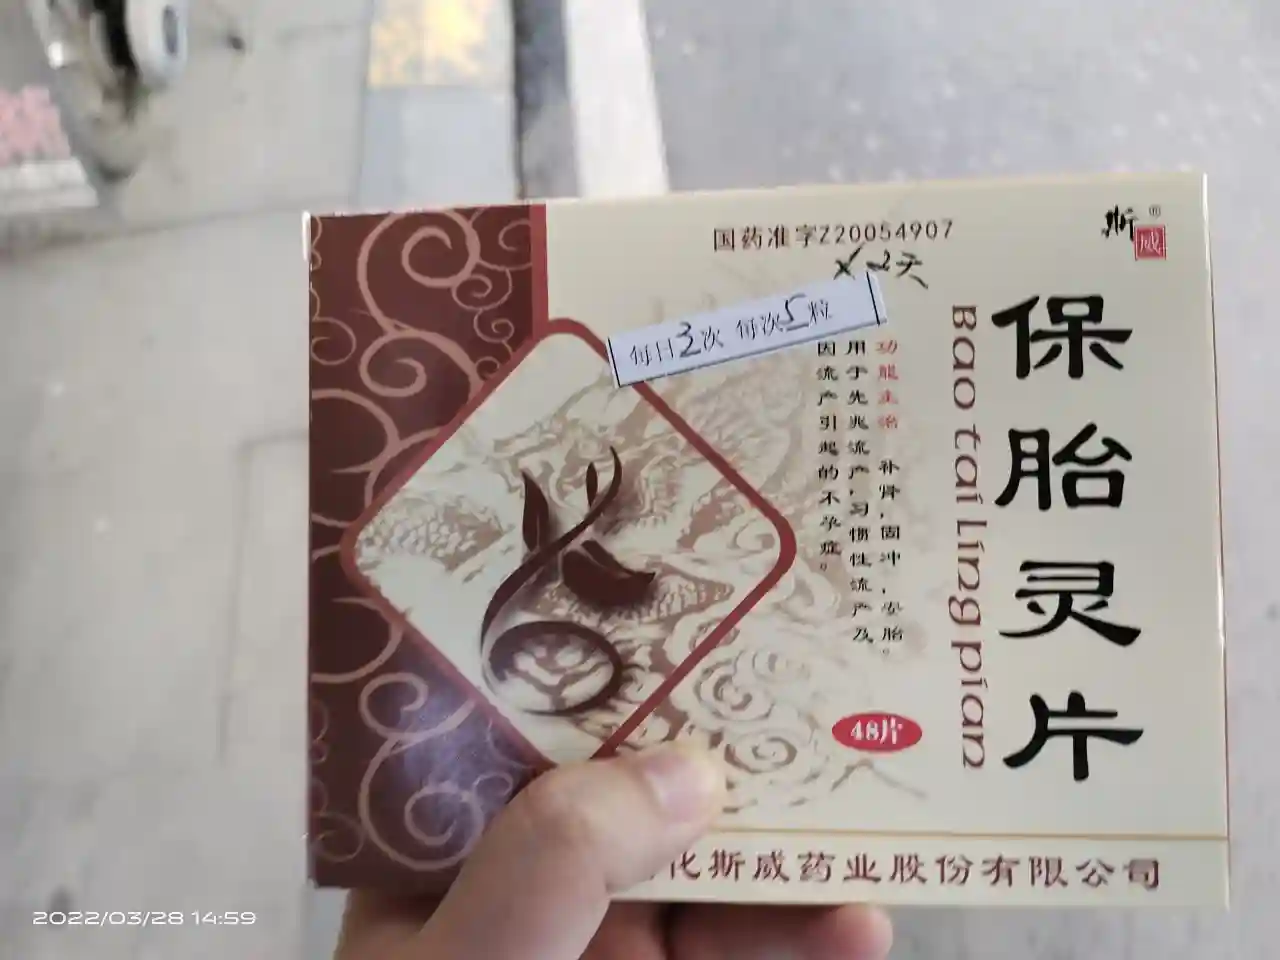 国药准字Z20054907
斯威®
×2天
每日3次 每次5粒
保胎灵片
Bao tai ling pian
功能主治 补肾,固冲,安胎。
用于先兆流产,习惯性流产及
因流产引起的不孕症。
48片
化斯威药业股份有限公司
2022/03/28 14:59